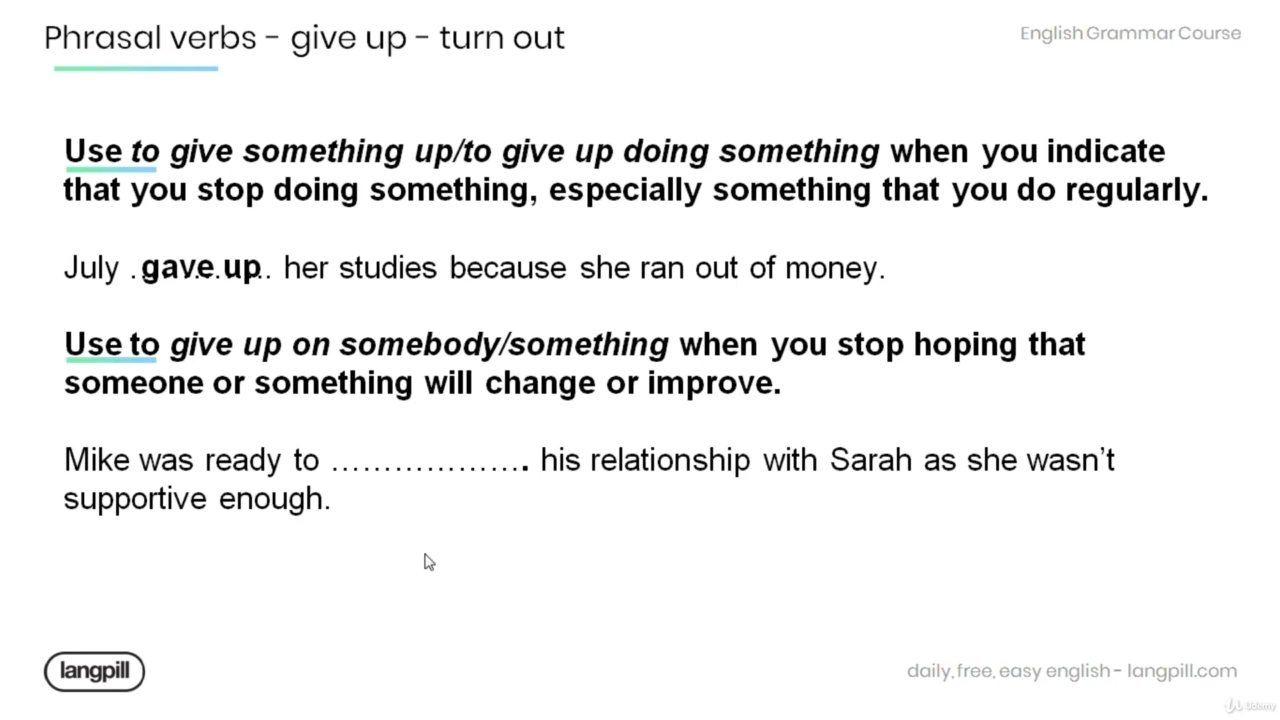 Phrasal verbs - give up - turn out
English Grammar Course
Use to give something up/to give up doing something when you indicate
that you stop doing something, especially something that you do regularly.
July .gave up.. her studies because she ran out of money.
Use to give up on somebody/something when you stop hoping that
someone or something will change or improve.
Mike was ready to .................... his relationship with Sarah as she wasn't
supportive enough.
langpill
daily, free, easy english - langpill.com
Udemy